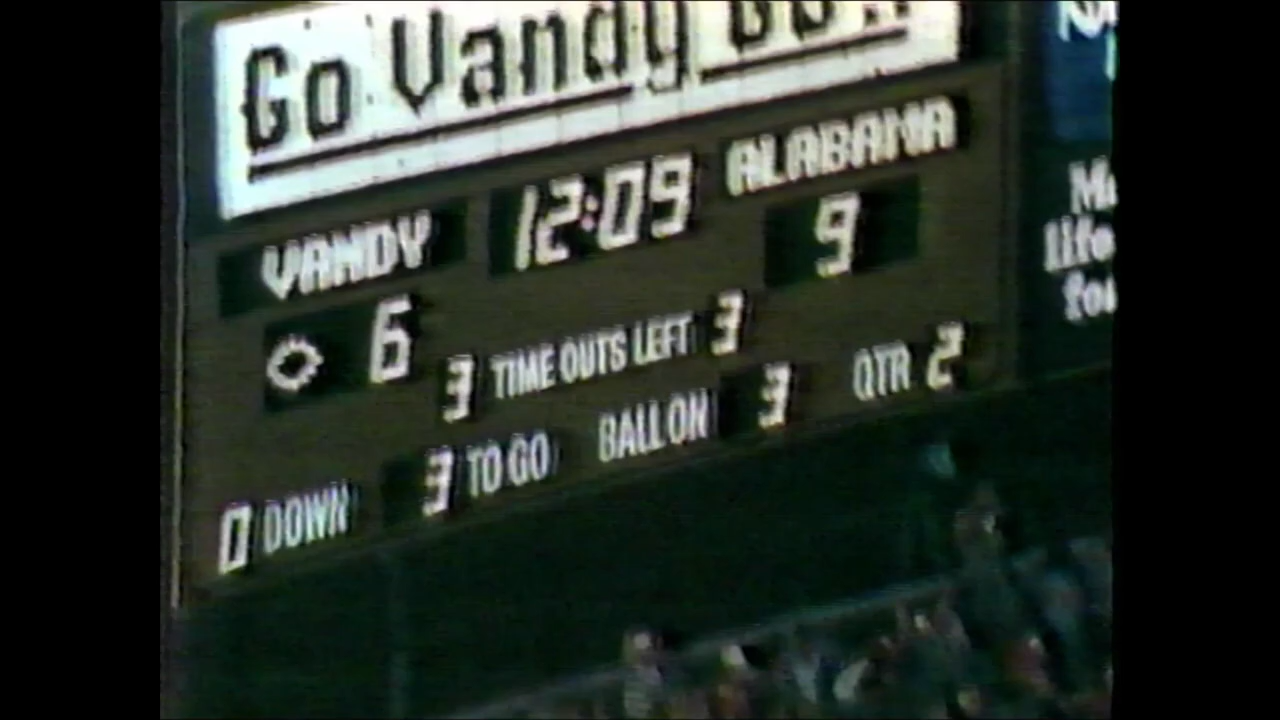 Go Vandy Go!!
VANDY 12:09 ALABAMA
6 9
3 TIME OUTS LEFT 3
0 DOWN 3 TO GO BALL ON 3 QTR 2